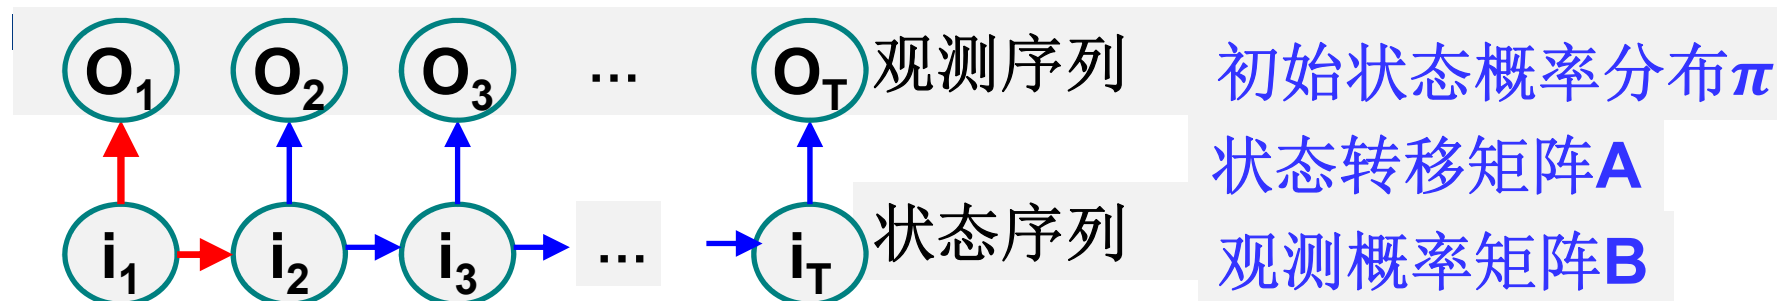 O1 O2 O3 ... OT 观测序列
i1 i2 i3 ... iT 状态序列
初始状态概率分布π
状态转移矩阵A
观测概率矩阵B